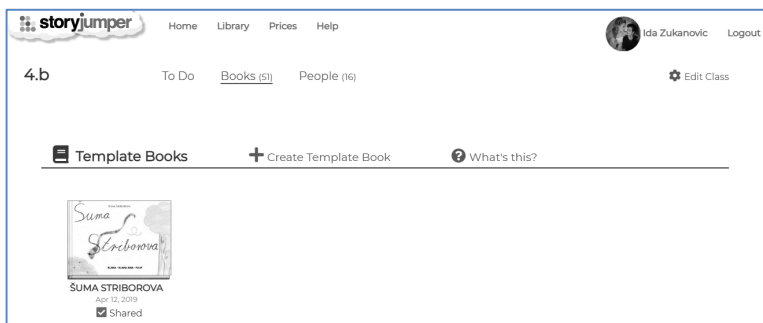 storyjumper Home Library Prices Help Ida Zukanovic Logout
4.b To Do Books (51) People (16) Edit Class
Template Books Create Template Book What's this?
Šuma
Striborova
ŠUMA STRIBOROVA
Apr 12, 2019
Shared